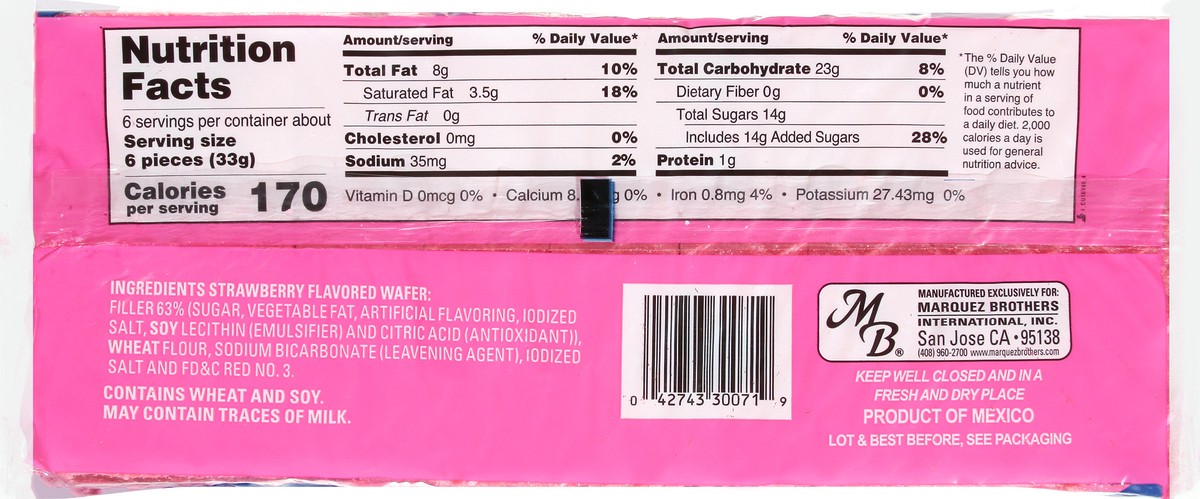 Nutrition
Facts
6 servings per container about
Serving size
6 pieces (33g)
Calories
per serving
170
Amount/serving % Daily Value*
Total Fat 8g 10%
Saturated Fat 3.5g 18%
Trans Fat 0g
Cholesterol 0mg 0%
Sodium 35mg 2%
Amount/serving % Daily Value*
Total Carbohydrate 23g 8%
Dietary Fiber 0g 0%
Total Sugars 14g
Includes 14g Added Sugars 28%
Protein 1g
Vitamin D 0mcg 0% • Calcium 8. g 0% • Iron 0.8mg 4% • Potassium 27.43mg 0%
*The % Daily Value
(DV) tells you how
much a nutrient
in a serving of
food contributes to
a daily diet. 2,000
calories a day is
used for general
nutrition advice.
INGREDIENTS STRAWBERRY FLAVORED WAFER:
FILLER 63% (SUGAR, VEGETABLE FAT, ARTIFICIAL FLAVORING, IODIZED
SALT, SOY LECITHIN (EMULSIFIER) AND CITRIC ACID (ANTIOXIDANT)),
WHEAT FLOUR, SODIUM BICARBONATE (LEAVENING AGENT), IODIZED
SALT AND FD&C RED NO. 3.
CONTAINS WHEAT AND SOY.
MAY CONTAIN TRACES OF MILK.
0 42743 30071 9
MB®
MANUFACTURED EXCLUSIVELY FOR:
MARQUEZ BROTHERS
INTERNATIONAL, INC.
San Jose CA • 95138
(408) 960-2700 www.marquezbrothers.com
KEEP WELL CLOSED AND IN A
FRESH AND DRY PLACE
PRODUCT OF MEXICO
LOT & BEST BEFORE, SEE PACKAGING